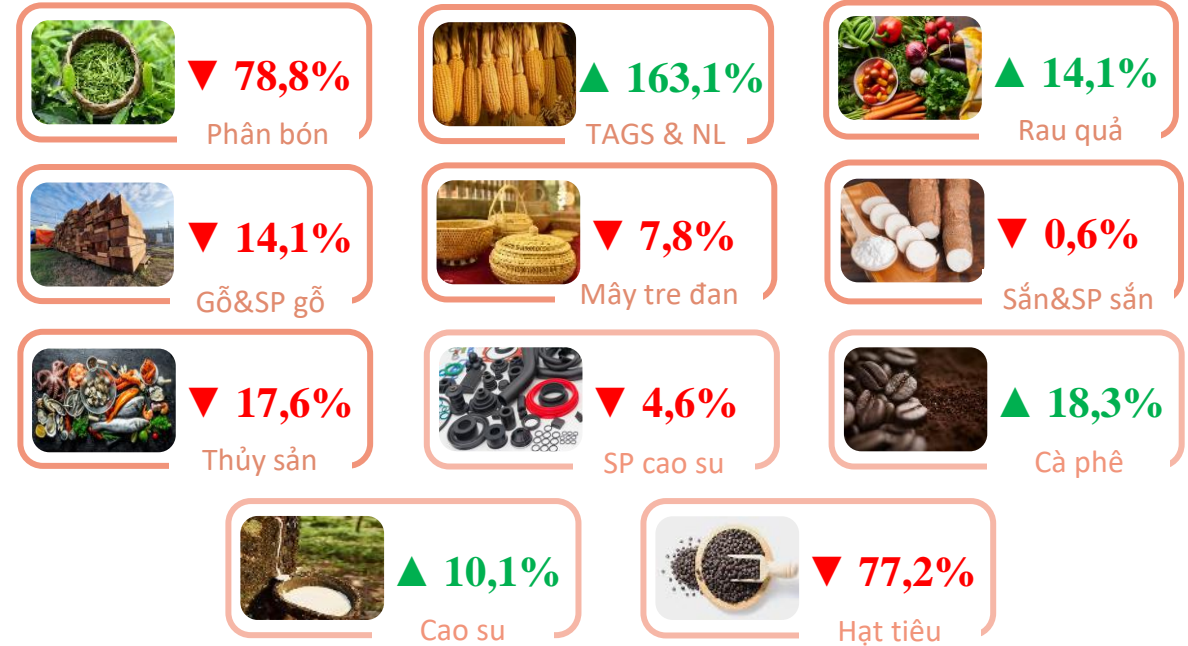 ▼ 78,8%
Phân bón
▲ 163,1%
TAGS & NL
▲ 14,1%
Rau quả
▼ 14,1%
Gỗ&SP gỗ
▼ 7,8%
Mây tre đan
▼ 0,6%
Sắn&SP sắn
▼ 17,6%
Thủy sản
▼ 4,6%
SP cao su
▲ 18,3%
Cà phê
▲ 10,1%
Cao su
▼ 77,2%
Hạt tiêu